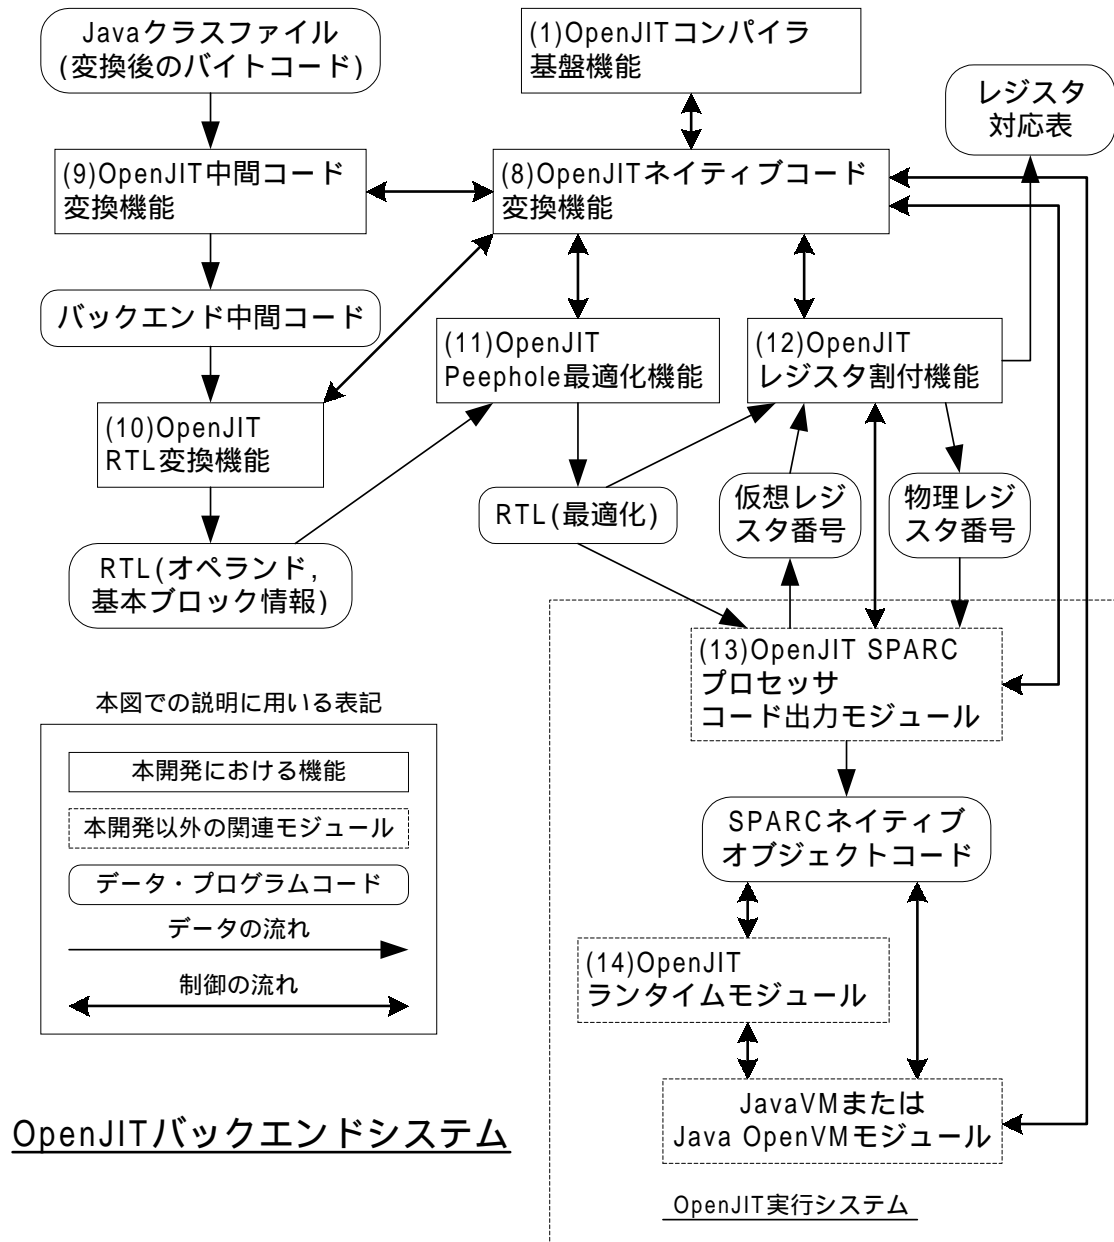 Javaクラスファイル
(変換後のバイトコード)
(1)OpenJITコンパイラ
基盤機能
レジスタ
対応表
(9)OpenJIT中間コード
変換機能
(8)OpenJITネイティブコード
変換機能
バックエンド中間コード
(11)OpenJIT
Peephole最適化機能
(12)OpenJIT
レジスタ割付機能
(10)OpenJIT
RTL変換機能
RTL(最適化)
仮想レジ
スタ番号
物理レジ
スタ番号
RTL(オペランド,
基本ブロック情報)
(13)OpenJIT SPARC
プロセッサ
コード出力モジュール
本図での説明に用いる表記
本開発における機能
本開発以外の関連モジュール
データ・プログラムコード
データの流れ
制御の流れ
SPARCネイティブ
オブジェクトコード
(14)OpenJIT
ランタイムモジュール
JavaVMまたは
Java OpenVMモジュール
OpenJITバックエンドシステム
OpenJIT実行システム